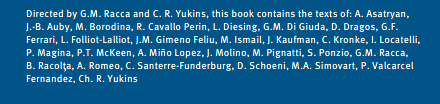 Directed by G.M. Racca and C. R. Yukins, this book contains the texts of: A. Asatryan,
J.-B. Auby, M. Borodina, R. Cavallo Perin, L. Diesing, G.M. Di Giuda, D. Dragos, G.F.
Ferrari, L. Folliot-Lalliot, J.M. Gimeno Feliu, M. Ismail, J. Kaufman, C. Kronke, I. Locatelli,
P. Magina, P.T. McKeen, A. Miño Lopez, J. Molino, M. Pignatti, S. Ponzio, G.M. Racca,
B. Racolţa, A. Romeo, C. Santerre-Funderburg, D. Schoeni, M.A. Simovart, P. Valcarcel
Fernandez, Ch. R. Yukins